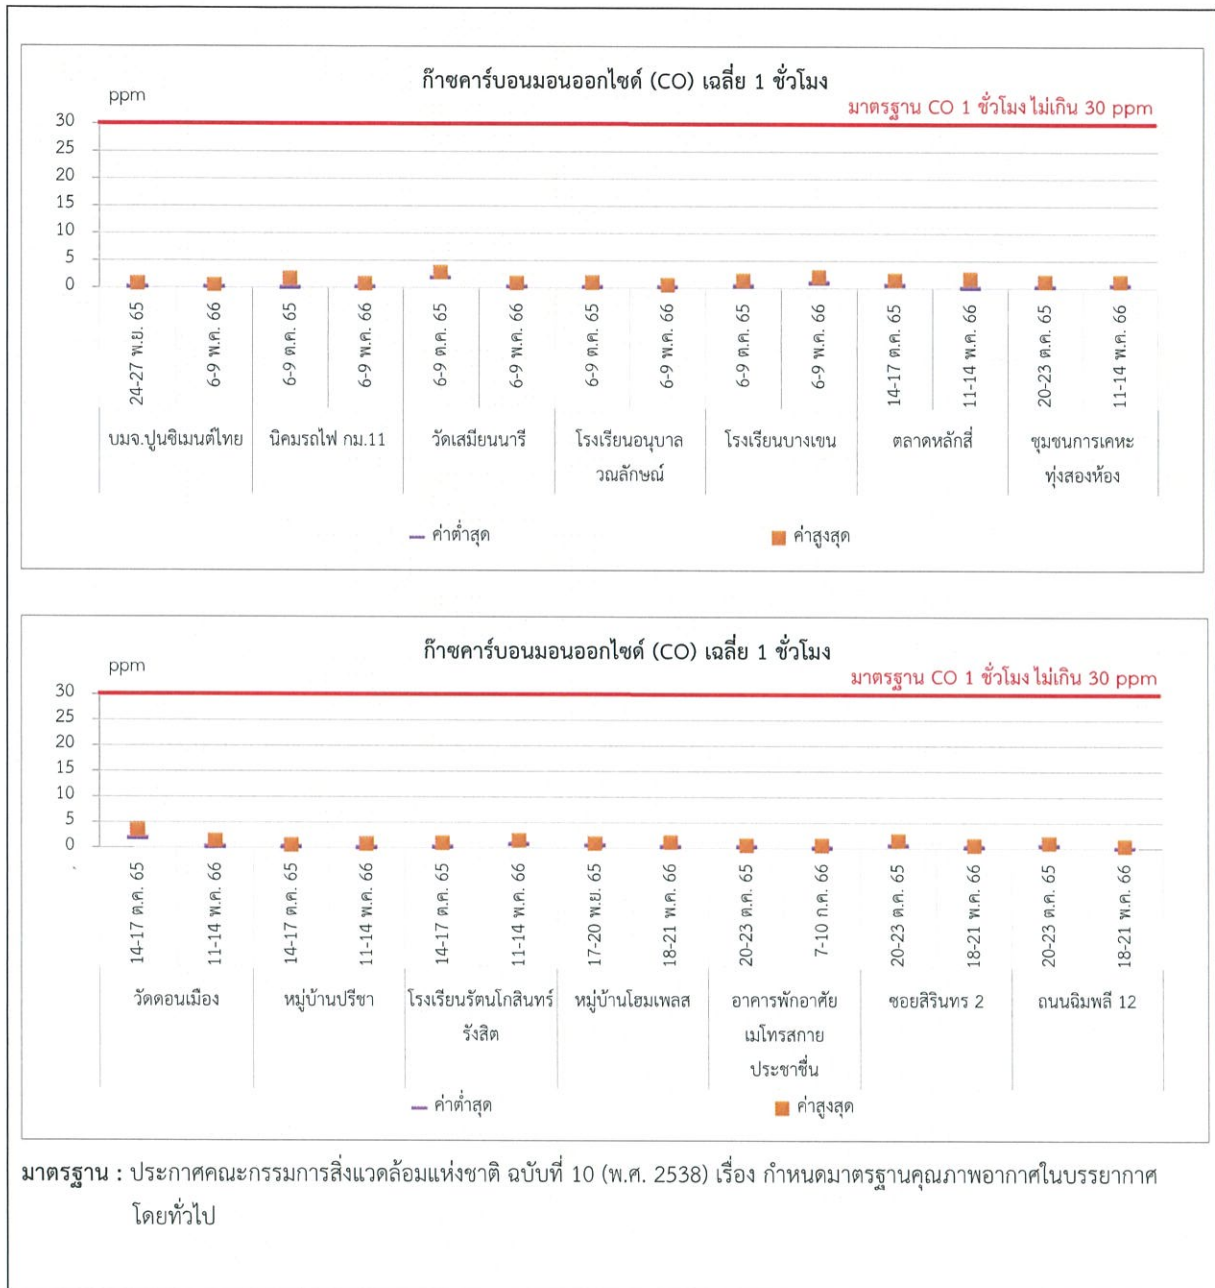 ก๊าซคาร์บอนมอนออกไซด์ (CO) เฉลี่ย 1 ชั่วโมง
ppm
มาตรฐาน CO 1 ชั่วโมง ไม่เกิน 30 ppm
30
25
20
15
10
5
0
24-27 พ.ย. 65
6-9 พ.ค. 66
6-9 ต.ค. 65
6-9 พ.ค. 66
6-9 ต.ค. 65
6-9 พ.ค. 66
6-9 ต.ค. 65
6-9 พ.ค. 66
6-9 ต.ค. 65
6-9 พ.ค. 66
14-17 ต.ค. 65
11-14 พ.ค. 66
20-23 ต.ค. 65
11-14 พ.ค. 66
บมจ.ปูนซิเมนต์ไทย
นิคมรถไฟ กม.11
วัดเสมียนนารี
โรงเรียนอนุบาล
วณลักษณ์
โรงเรียนบางเขน
ตลาดหลักสี่
ชุมชนการเคหะ
ทุ่งสองห้อง
ค่าต่ำสุด
ค่าสูงสุด
ก๊าซคาร์บอนมอนออกไซด์ (CO) เฉลี่ย 1 ชั่วโมง
ppm
มาตรฐาน CO 1 ชั่วโมง ไม่เกิน 30 ppm
30
25
20
15
10
5
0
14-17 ต.ค. 65
11-14 พ.ค. 66
14-17 ต.ค. 65
11-14 พ.ค. 66
14-17 ต.ค. 65
11-14 พ.ค. 66
17-20 พ.ย. 65
18-21 พ.ค. 66
20-23 ต.ค. 65
7-10 ก.ค. 66
20-23 ต.ค. 65
18-21 พ.ค. 66
20-23 ต.ค. 65
18-21 พ.ค. 66
วัดดอนเมือง
หมู่บ้านปรีชา
โรงเรียนรัตนโกสินทร์
รังสิต
หมู่บ้านโฮมเพลส
อาคารพักอาศัย
เมโทรสกาย
ประชาชื่น
ซอยสิรินทร 2
ถนนฉิมพลี 12
ค่าต่ำสุด
ค่าสูงสุด
มาตรฐาน : ประกาศคณะกรรมการสิ่งแวดล้อมแห่งชาติ ฉบับที่ 10 (พ.ศ. 2538) เรื่อง กำหนดมาตรฐานคุณภาพอากาศในบรรยากาศ
โดยทั่วไป